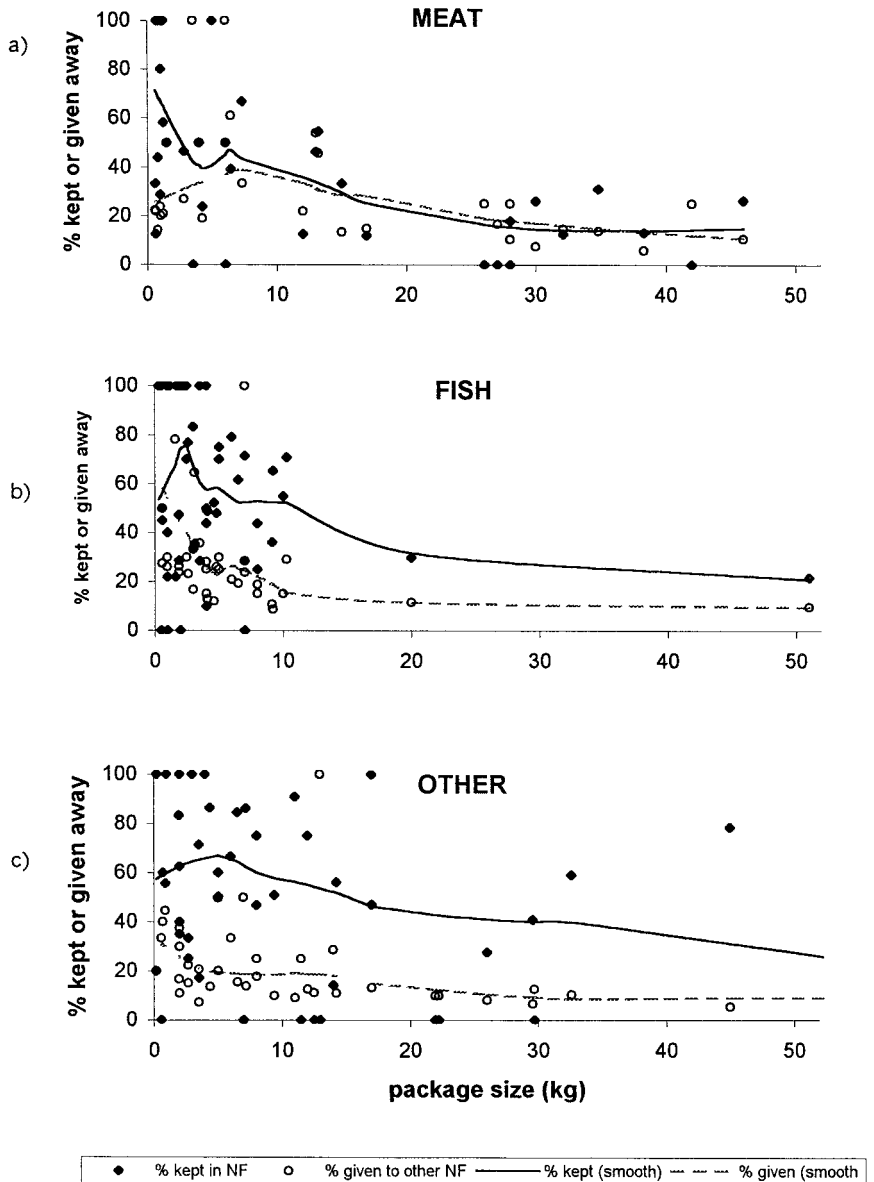 MEAT
a)
% kept or given away
100
80
60
40
20
0
0 10 20 30 40 50
FISH
b)
% kept or given away
100
80
60
40
20
0
0 10 20 30 40 50
OTHER
c)
% kept or given away
100
80
60
40
20
0
0 10 20 30 40 50
package size (kg)
% kept in NF % given to other NF % kept (smooth) % given (smooth